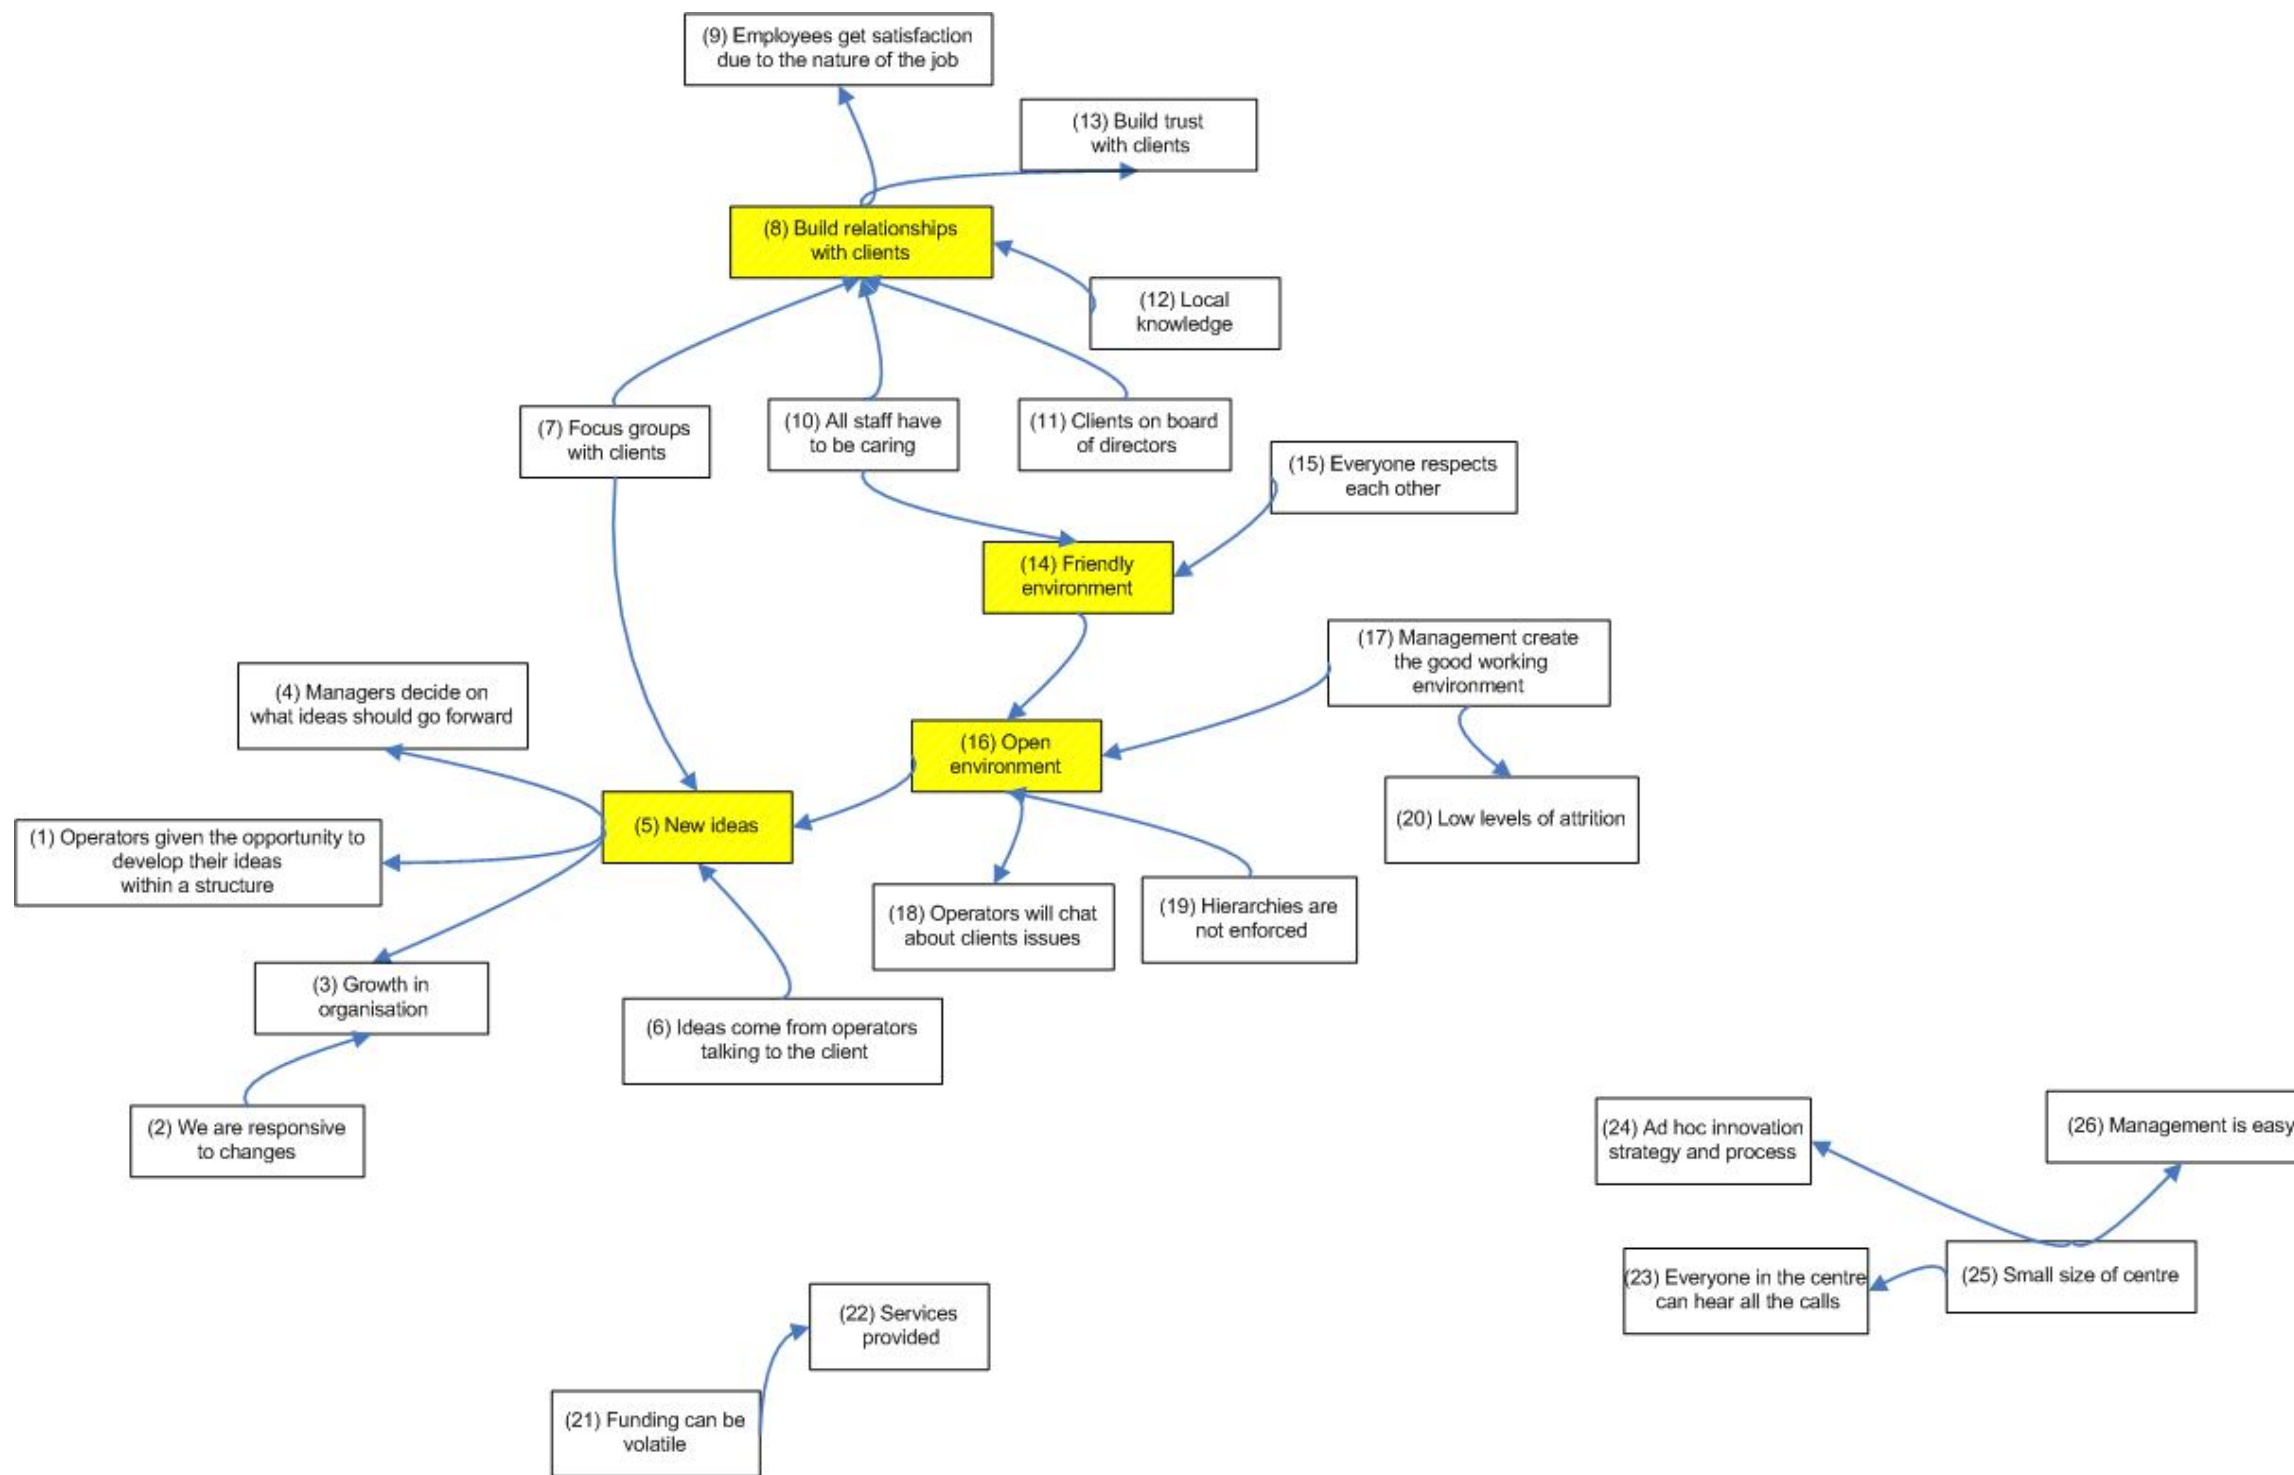 (9) Employees get satisfaction
due to the nature of the job
(13) Build trust
with clients
(8) Build relationships
with clients
(12) Local
knowledge
(7) Focus groups
with clients
(10) All staff have
to be caring
(11) Clients on board
of directors
(15) Everyone respects
each other
(14) Friendly
environment
(17) Management create
the good working
environment
(4) Managers decide on
what ideas should go forward
(16) Open
environment
(20) Low levels of attrition
(5) New ideas
(1) Operators given the opportunity to
develop their ideas
within a structure
(18) Operators will chat
about clients issues
(19) Hierarchies are
not enforced
(3) Growth in
organisation
(6) Ideas come from operators
talking to the client
(2) We are responsive
to changes
(24) Ad hoc innovation
strategy and process
(26) Management is easy
(23) Everyone in the centre
can hear all the calls
(25) Small size of centre
(22) Services
provided
(21) Funding can be
volatile